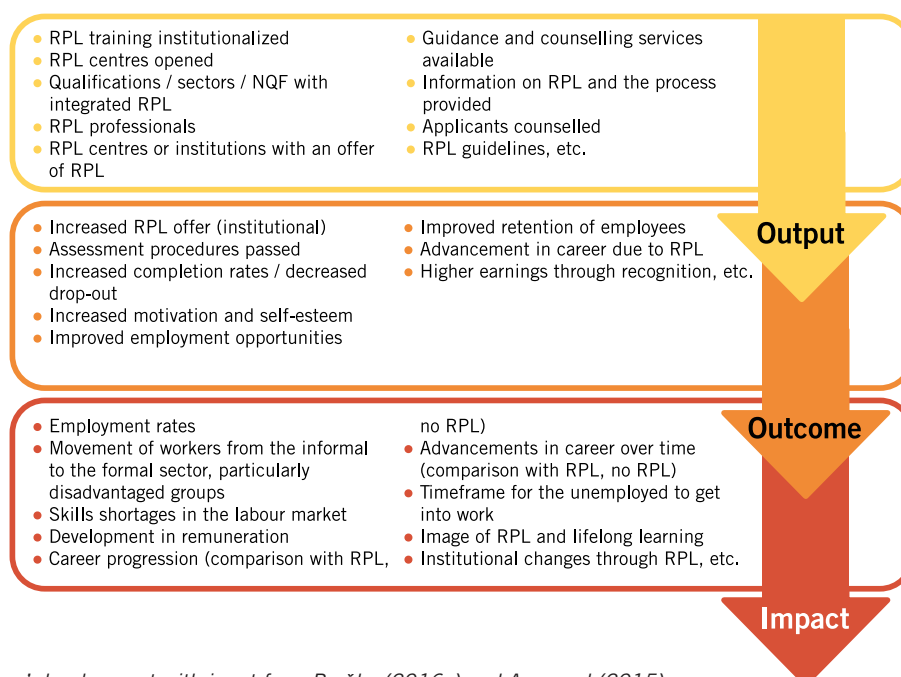 RPL training institutionalized
RPL centres opened
Qualifications / sectors / NQF with
integrated RPL
RPL professionals
RPL centres or institutions with an offer
of RPL
Guidance and counselling services
available
Information on RPL and the process
provided
Applicants counselled
RPL guidelines, etc.
Output
Increased RPL offer (institutional)
Assessment procedures passed
Increased completion rates / decreased
drop-out
Increased motivation and self-esteem
Improved employment opportunities
Improved retention of employees
Advancement in career due to RPL
Higher earnings through recognition, etc.
Outcome
Employment rates
Movement of workers from the informal
to the formal sector, particularly
disadvantaged groups
Skills shortages in the labour market
Development in remuneration
Career progression (comparison with RPL,
no RPL)
Advancements in career over time
(comparison with RPL, no RPL)
Timeframe for the unemployed to get
into work
Image of RPL and lifelong learning
Institutional changes through RPL, etc.
Impact